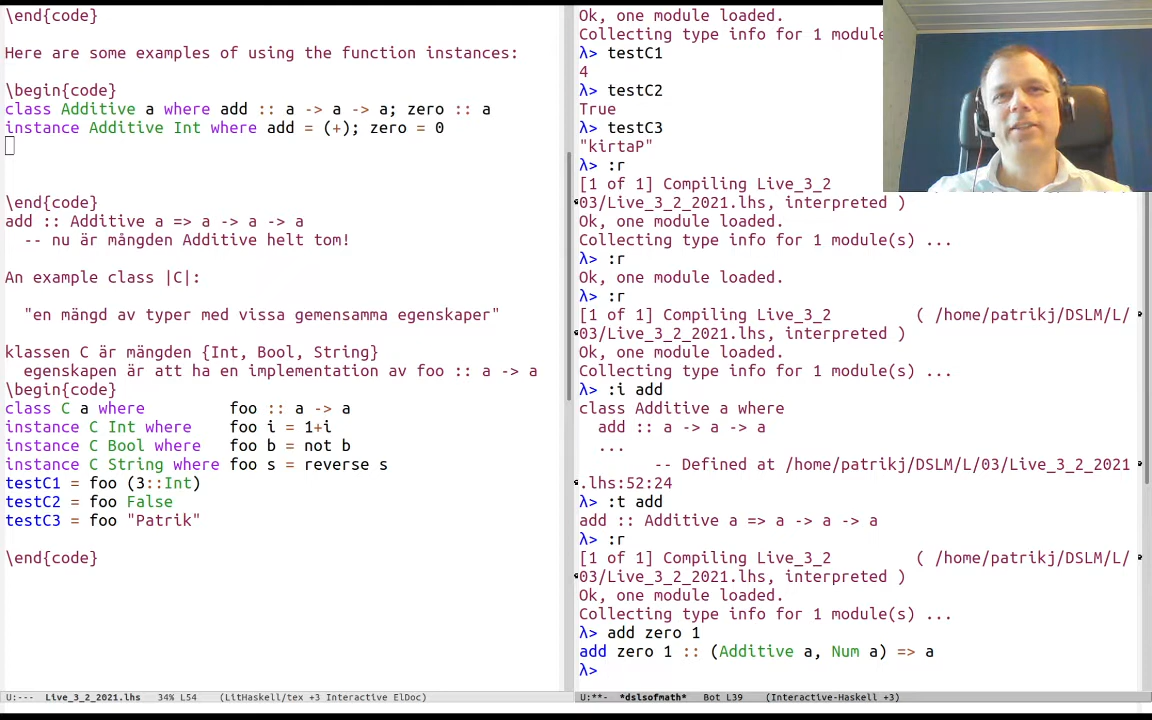 \end{code}
Here are some examples of using the function instances:
\begin{code}
class Additive a where add :: a -> a -> a; zero :: a
instance Additive Int where add = (+); zero = 0
\end{code}
add :: Additive a => a -> a -> a
-- nu är mångden Additive helt tom!
An example class |C|:
"en mängd av typer med vissa gemensamma egenskaper"
klassen C är mängden {Int, Bool, String}
egenskapen är att ha en implementation av foo :: a -> a
\begin{code}
class C a where foo :: a -> a
instance C Int where foo i = 1+i
instance C Bool where foo b = not b
instance C String where foo s = reverse s
testC1 = foo (3::Int)
testC2 = foo False
testC3 = foo "Patrik"
\end{code}
U:--- Live_3_2_2021.lhs 34% L54 (LitHaskell/tex +3 Interactive ElDoc)
Ok, one module loaded.
Collecting type info for 1 module
λ> testC1
4
λ> testC2
True
λ> testC3
"kirtaP"
λ> :r
[1 of 1] Compiling Live_3_2
03/Live_3_2_2021.lhs, interpreted )
Ok, one module loaded.
Collecting type info for 1 module(s) ...
λ> :r
Ok, one module loaded.
λ> :r
[1 of 1] Compiling Live_3_2 ( /home/patrikj/DSLM/L/
03/Live_3_2_2021.lhs, interpreted )
Ok, one module loaded.
Collecting type info for 1 module(s) ...
λ> :i add
class Additive a where
add :: a -> a -> a
...
-- Defined at /home/patrikj/DSLM/L/03/Live_3_2_2021
.lhs:52:24
λ> :t add
add :: Additive a => a -> a -> a
λ> :r
[1 of 1] Compiling Live_3_2 ( /home/patrikj/DSLM/L/
03/Live_3_2_2021.lhs, interpreted )
Ok, one module loaded.
Collecting type info for 1 module(s) ...
λ> add zero 1
add zero 1 :: (Additive a, Num a) => a
λ>
U:**- *dslsofmath* Bot L39 (Interactive-Haskell +3)